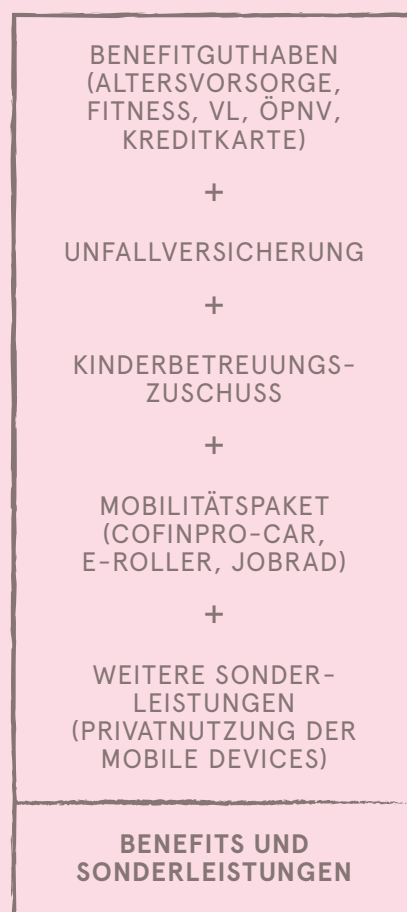 BENEFITGUTHABEN
(ALTERSVORSORGE,
FITNESS, VL, ÖPNV,
KREDITKARTE)
+
UNFALLVERSICHERUNG
+
KINDERBETREUUNGS-
ZUSCHUSS
+
MOBILITÄTSPAKET
(COFINPRO-CAR,
E-ROLLER, JOBRAD)
+
WEITERE SONDER-
LEISTUNGEN
(PRIVATNUTZUNG DER
MOBILE DEVICES)
BENEFITS UND
SONDERLEISTUNGEN